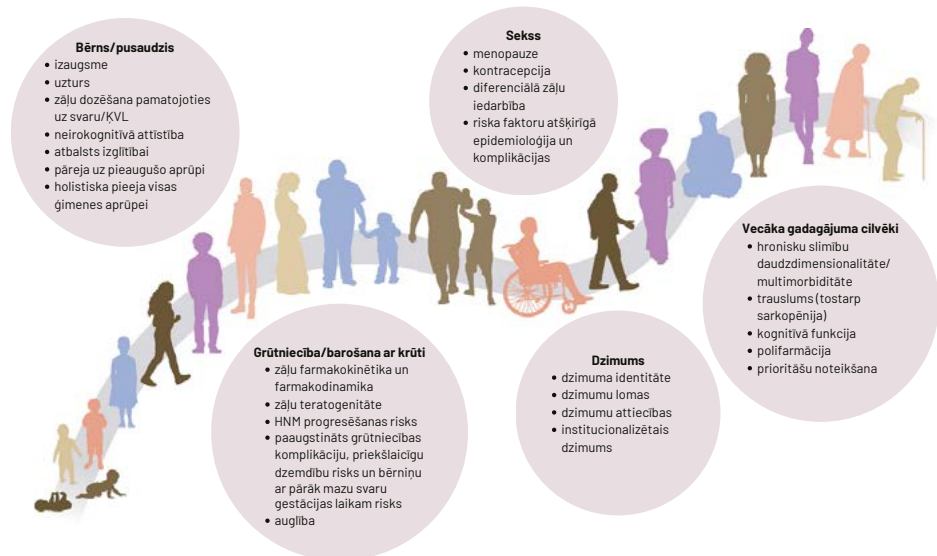 Bērns/pusaudzis
• izaugsme
• uzturs
• zāļu dozēšana pamatojoties
uz svaru/ĶVL
• neirokognitīvā attīstība
• atbalsts izglītībai
• pāreja uz pieaugušo aprūpi
• holistiska pieeja visas
ģimenes aprūpei
Sekss
• menopauze
• kontracepcija
• diferenciālā zāļu
iedarbība
• riska faktoru atšķirīgā
epidemioloģija un
komplikācijas
Grūtniecība/barošana ar krūti
• zāļu farmakokinētika un
farmakodinamika
• zāļu teratogenitāte
• HNM progresēšanas risks
• paaugstināts grūtniecības
komplikāciju, priekšlaicīgu
dzemdību risks un bērniņu
ar pārāk mazu svaru
gestācijas laikam risks
• auglība
Dzimums
• dzimuma identitāte
• dzimumu lomas
• dzimumu attiecības
• institucionalizētais
dzimums
Vecāka gadagājuma cilvēki
• hronisku slimību
daudzdimensionalitāte/
multimorbiditāte
• trauslums (tostarp
sarkopēnija)
• kognitīvā funkcija
• polifarmācija
• prioritāšu noteikšana